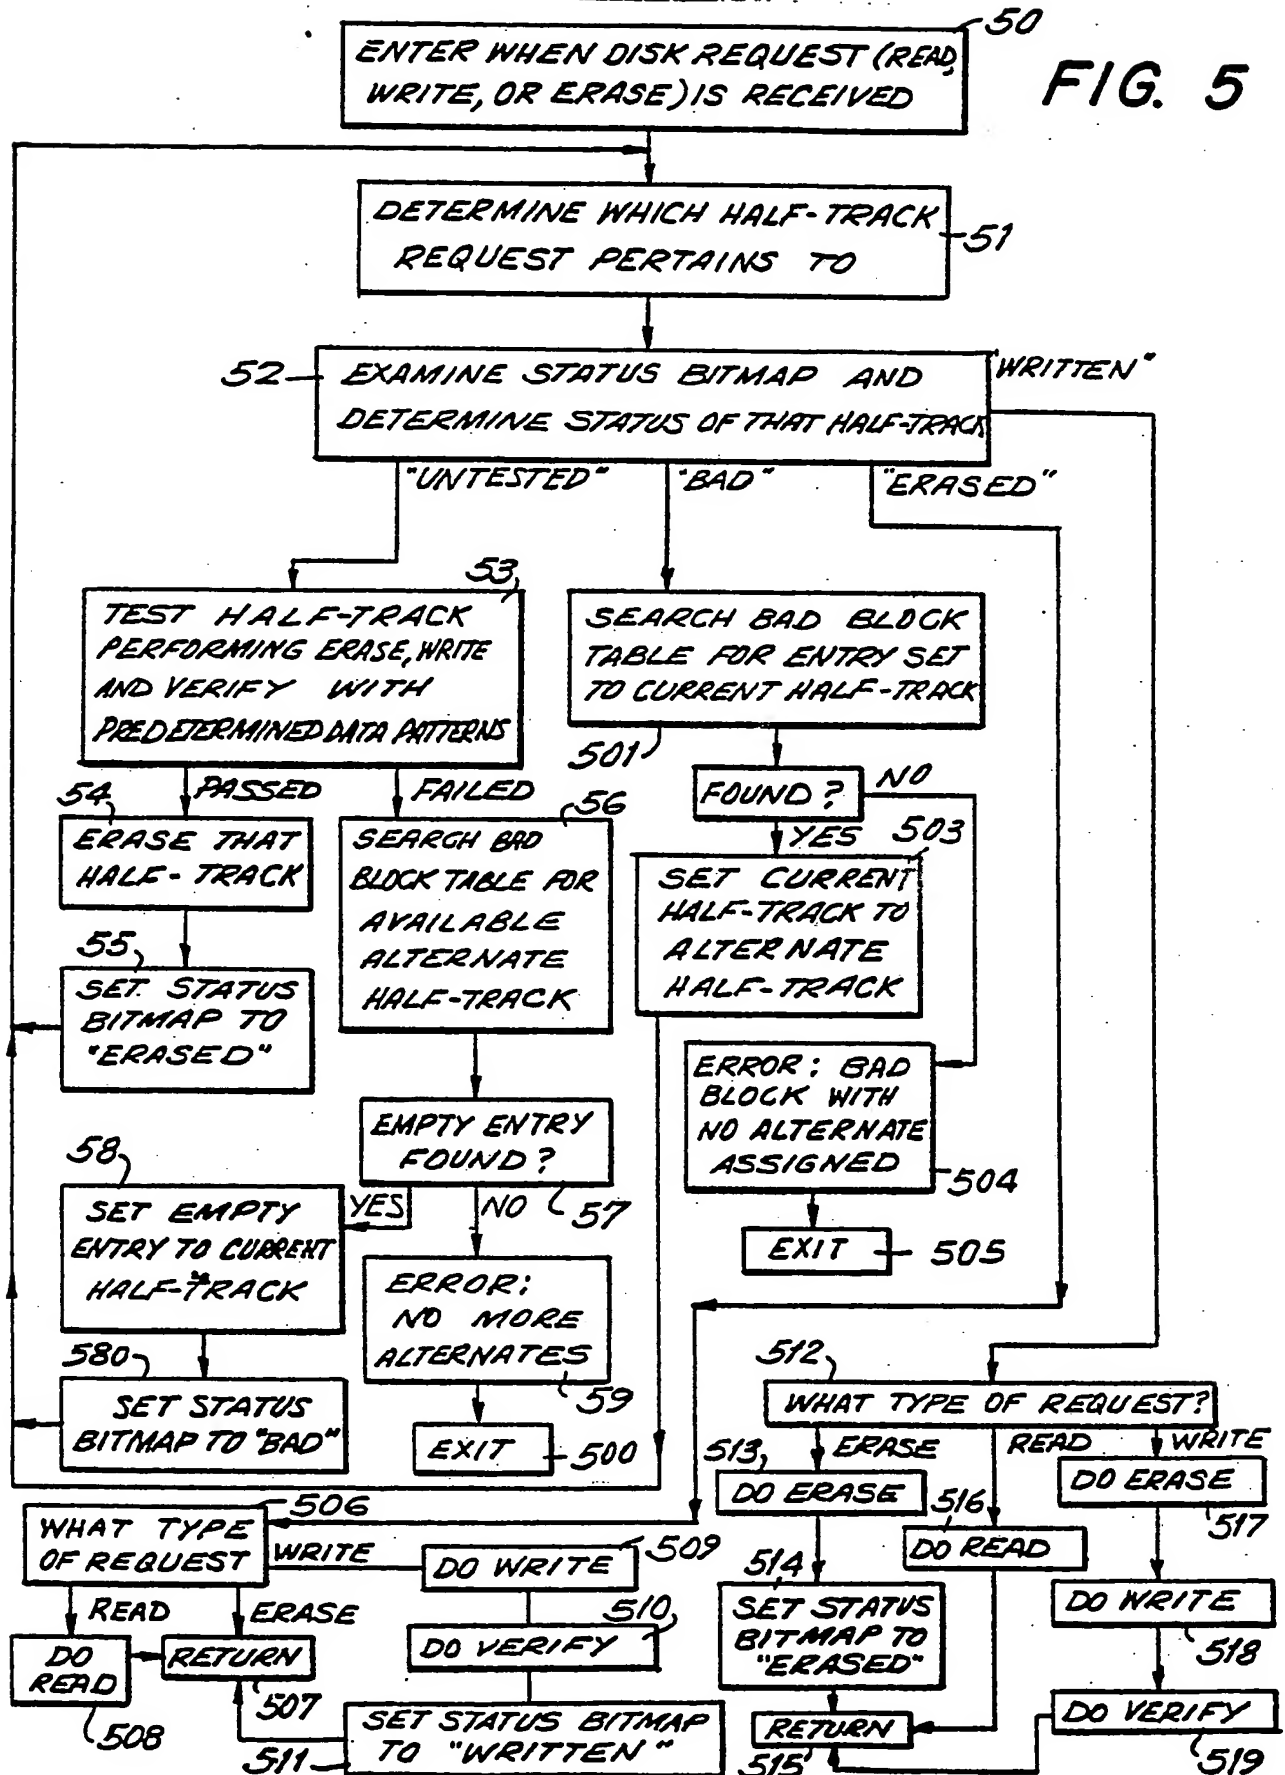 50
ENTER WHEN DISK REQUEST (READ,
WRITE, OR ERASE) IS RECEIVED
FIG. 5
DETERMINE WHICH HALF-TRACK
REQUEST PERTAINS TO
51
52
EXAMINE STATUS BITMAP AND
DETERMINE STATUS OF THAT HALF-TRACK
"WRITTEN"
"UNTESTED"
"BAD"
"ERASED"
53
TEST HALF-TRACK
PERFORMING ERASE, WRITE
AND VERIFY WITH
PREDETERMINED DATA PATTERNS
SEARCH BAD BLOCK
TABLE FOR ENTRY SET
TO CURRENT HALF-TRACK
501
PASSED
FAILED
FOUND?
NO
YES
54
ERASE THAT
HALF-TRACK
56
SEARCH BAD
BLOCK TABLE FOR
AVAILABLE
ALTERNATE
HALF-TRACK
503
SET CURRENT
HALF-TRACK TO
ALTERNATE
HALF-TRACK
55
SET STATUS
BITMAP TO
"ERASED"
ERROR: BAD
BLOCK WITH
NO ALTERNATE
ASSIGNED
504
EMPTY ENTRY
FOUND?
57
YES
NO
58
SET EMPTY
ENTRY TO CURRENT
HALF-TRACK
EXIT
505
ERROR:
NO MORE
ALTERNATES
59
580
SET STATUS
BITMAP TO "BAD"
EXIT
500
512
WHAT TYPE OF REQUEST?
ERASE
READ
WRITE
513
DO ERASE
516
DO READ
DO ERASE
517
506
WHAT TYPE
OF REQUEST
WRITE
DO WRITE
509
514
SET STATUS
BITMAP TO
"ERASED"
DO WRITE
518
READ
ERASE
DO VERIFY
510
DO
READ
508
RETURN
507
SET STATUS BITMAP
TO "WRITTEN"
511
RETURN
515
DO VERIFY
519